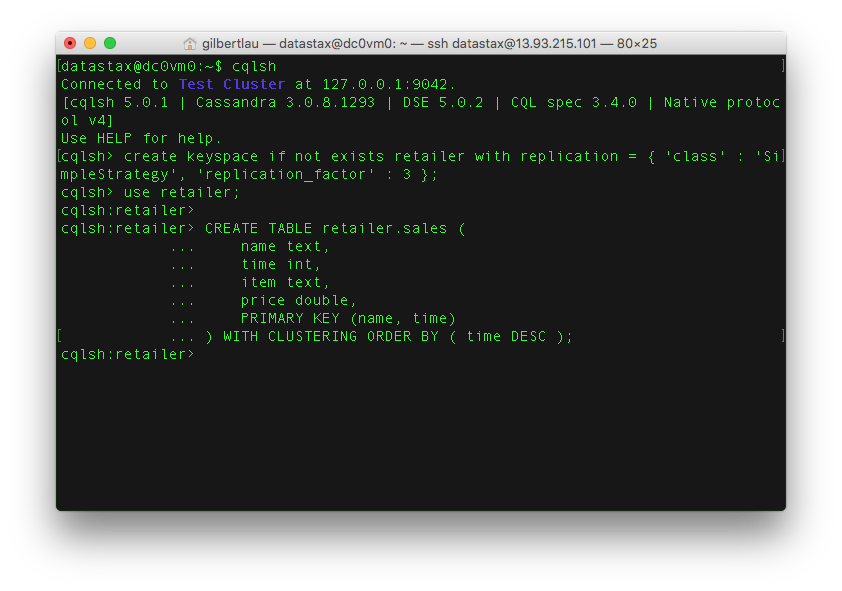 gilbertlau — datastax@dc0vm0: ~ — ssh datastax@13.93.215.101 — 80×25
[datastax@dc0vm0:~$ cqlsh ]
Connected to Test Cluster at 127.0.0.1:9042.
[cqlsh 5.0.1 | Cassandra 3.0.8.1293 | DSE 5.0.2 | CQL spec 3.4.0 | Native protoc
ol v4]
Use HELP for help.
[cqlsh> create keyspace if not exists retailer with replication = { 'class' : 'Si]
mpleStrategy', 'replication_factor' : 3 };
cqlsh> use retailer;
cqlsh:retailer>
cqlsh:retailer> CREATE TABLE retailer.sales (
... name text,
... time int,
... item text,
... price double,
... PRIMARY KEY (name, time)
[ ... ) WITH CLUSTERING ORDER BY ( time DESC ); ]
cqlsh:retailer>